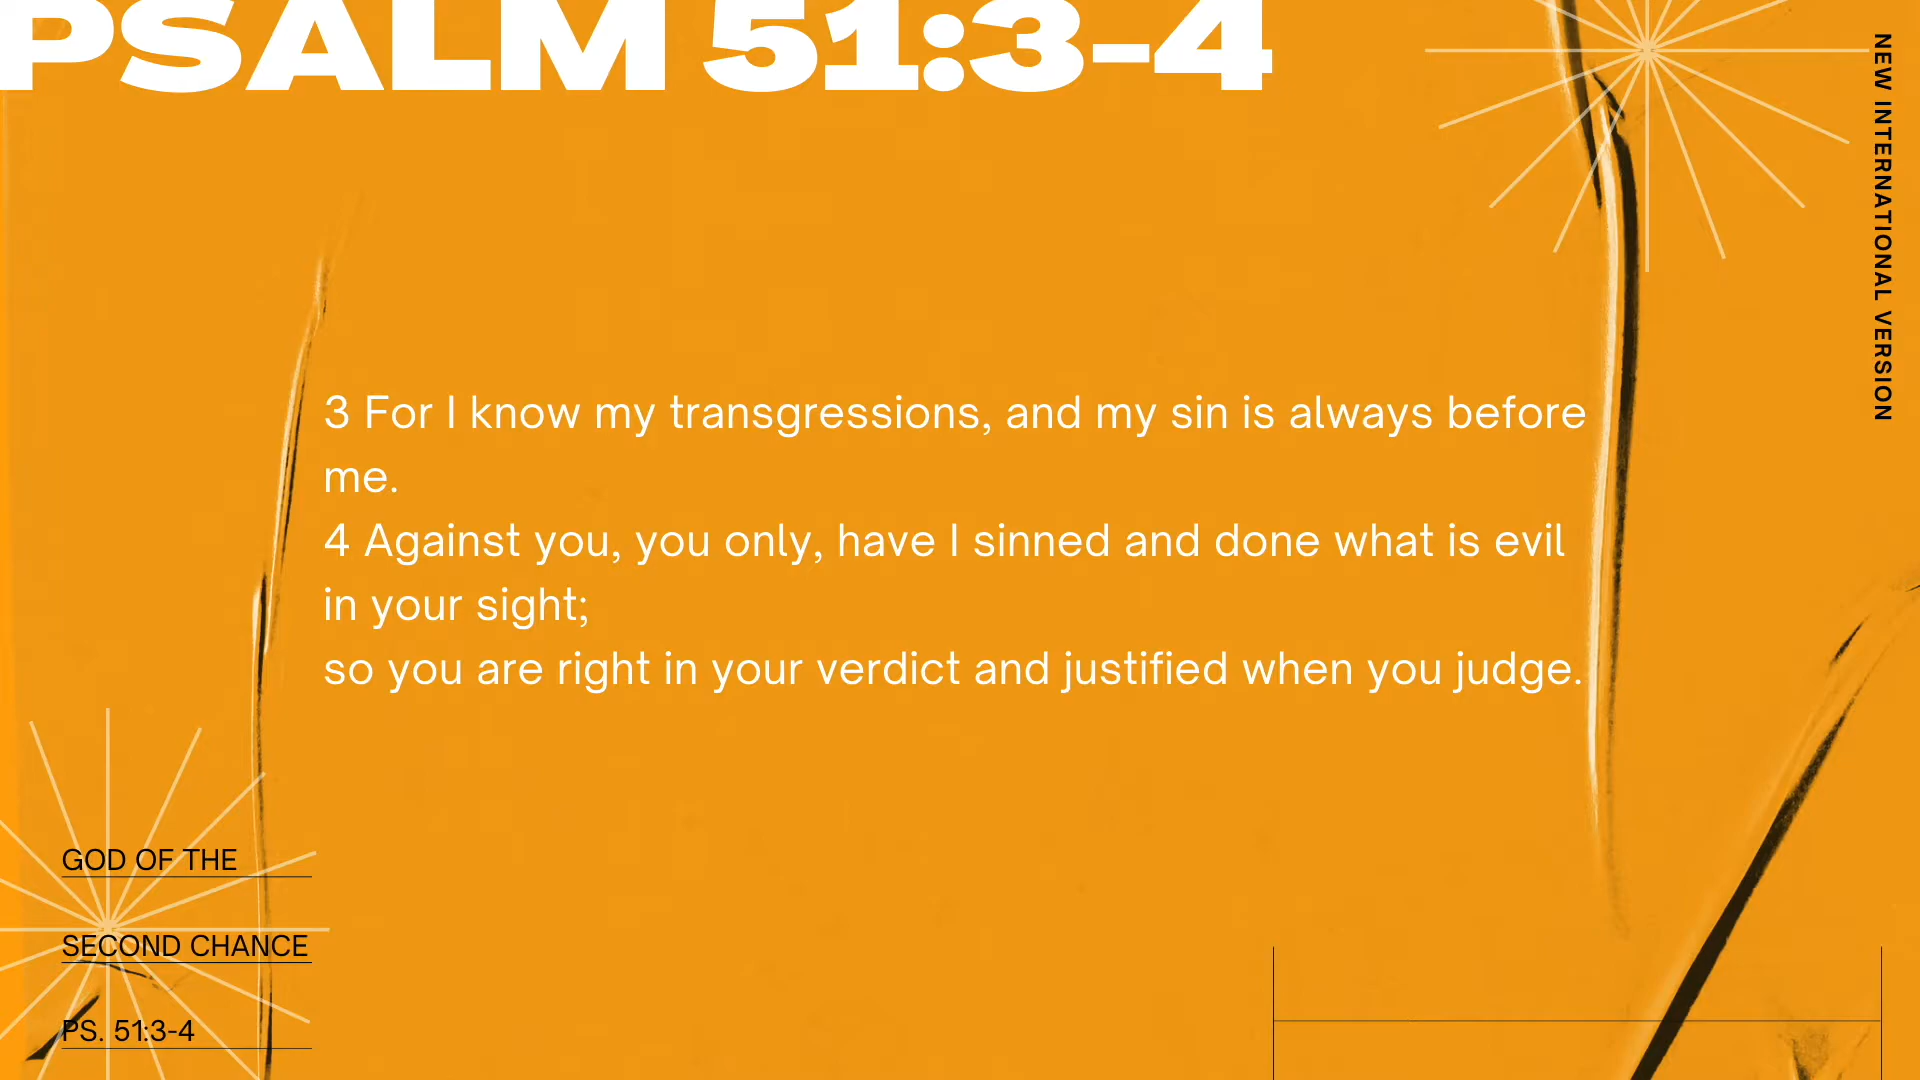 PSALM 51:3-4
NEW INTERNATIONAL VERSION
3 For I know my transgressions, and my sin is always before
me.
4 Against you, you only, have I sinned and done what is evil
in your sight;
so you are right in your verdict and justified when you judge.
GOD OF THE
SECOND CHANCE
PS. 51:3-4